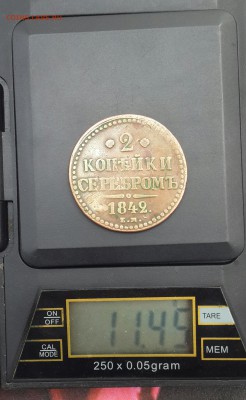 2
КОПѢЙКИ
СЕРЕБРОМЪ
1842.
Е.М.
ON
OFF
11.45
TARE
CAL
MODE
MEM
250 x 0.05gram